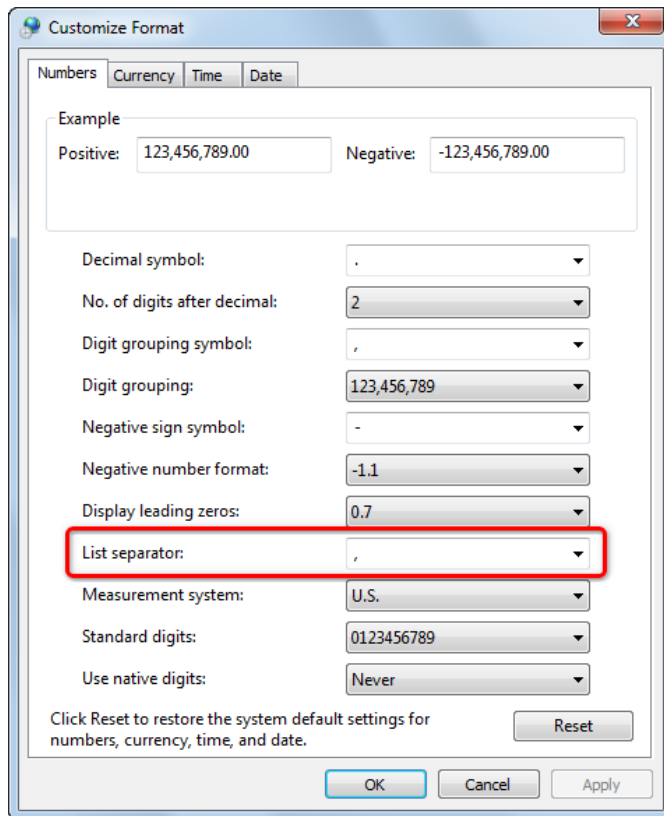 Customize Format
Numbers Currency Time Date
Example
Positive: 123,456,789.00 Negative: -123,456,789.00
Decimal symbol: .
No. of digits after decimal: 2
Digit grouping symbol: ,
Digit grouping: 123,456,789
Negative sign symbol: -
Negative number format: -1.1
Display leading zeros: 0.7
List separator: ,
Measurement system: U.S.
Standard digits: 0123456789
Use native digits: Never
Click Reset to restore the system default settings for
numbers, currency, time, and date.
Reset
OK Cancel Apply